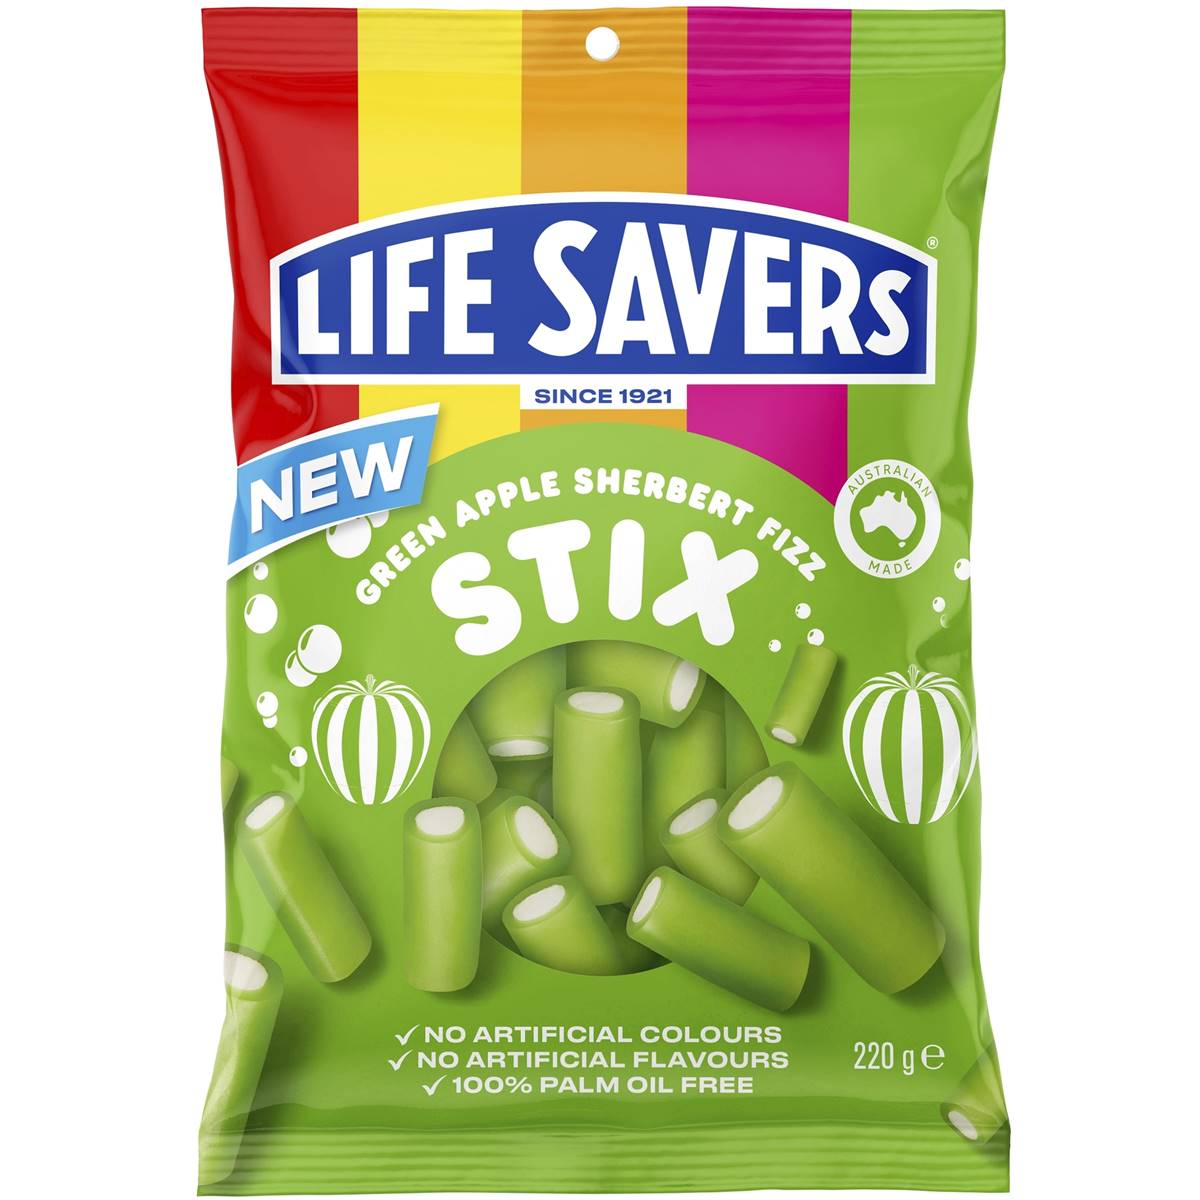 LIFE SAVERS®
SINCE 1921
NEW
GREEN APPLE SHERBERT FIZZ
STIX
AUSTRALIAN
MADE
✓ NO ARTIFICIAL COLOURS
✓ NO ARTIFICIAL FLAVOURS
✓ 100% PALM OIL FREE
220 g ℮